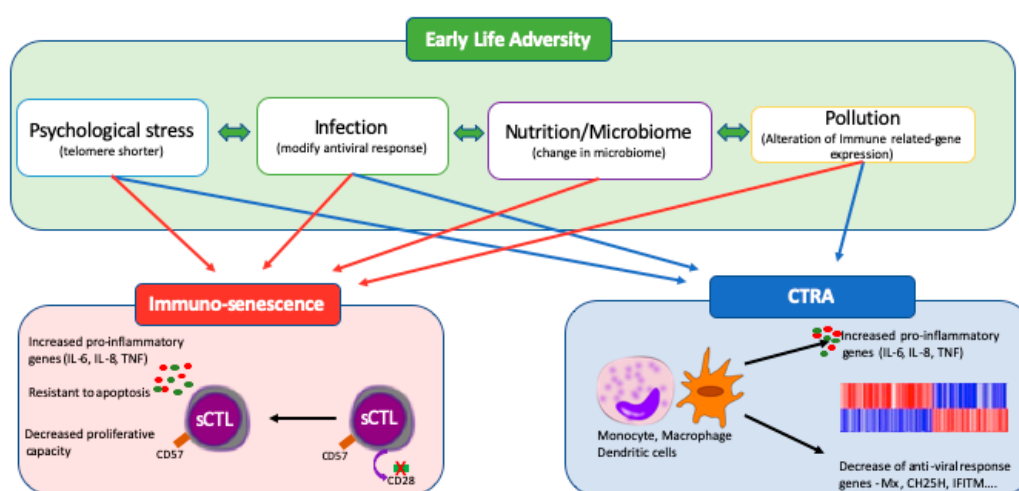 Early Life Adversity
Psychological stress
(telomere shorter)
Infection
(modify antiviral response)
Nutrition/Microbiome
(change in microbiome)
Pollution
(Alteration of Immune related-gene
expression)
Immuno-senescence
Increased pro-inflammatory
genes (IL-6, IL-8, TNF)
Resistant to apoptosis
Decreased proliferative
capacity
sCTL
CD57
sCTL
CD57
CD28
CTRA
Monocyte, Macrophage
Dendritic cells
Increased pro-inflammatory
genes (IL-6, IL-8, TNF)
Decrease of anti-viral response
genes - Mx, CH25H, IFITM....